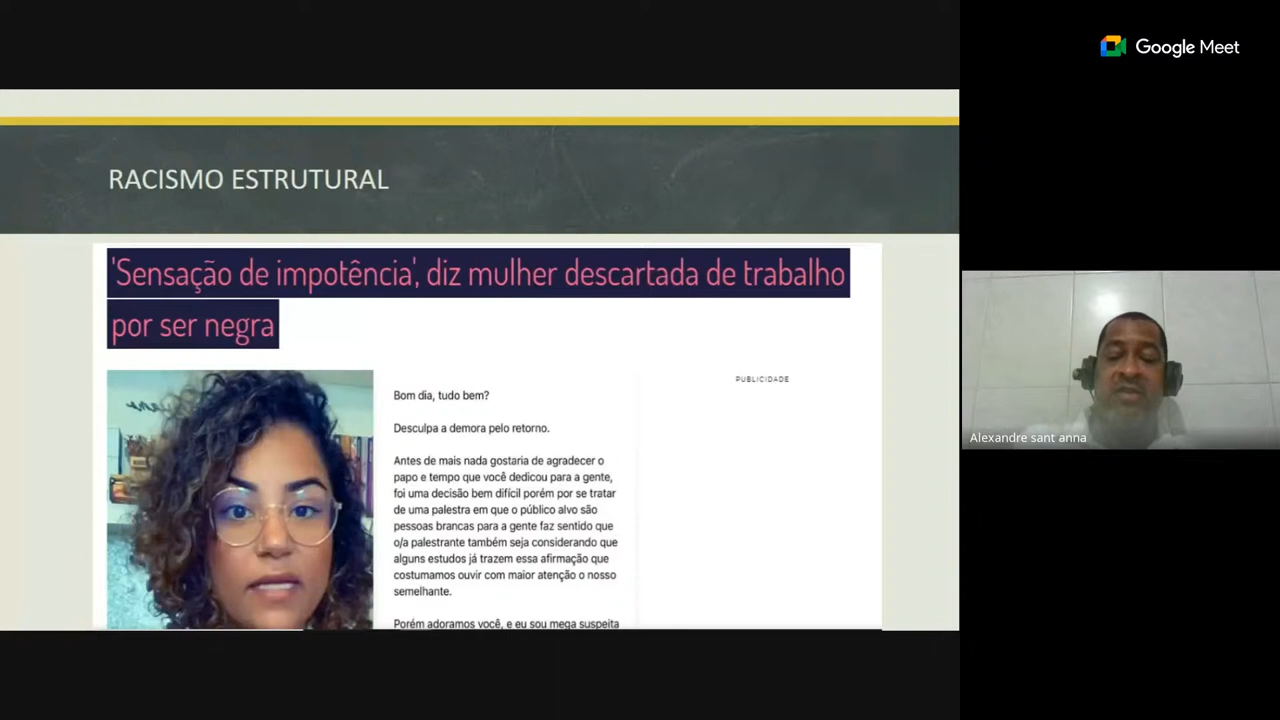 Google Meet
RACISMO ESTRUTURAL
'Sensação de impotência', diz mulher descartada de trabalho
por ser negra
Bom dia, tudo bem?
Desculpa a demora pelo retorno.
Antes de mais nada gostaria de agradecer o
papo e tempo que você dedicou para a gente,
foi uma decisão bem difícil porém por se tratar
de uma palestra em que o público alvo são
pessoas brancas para a gente faz sentido que
o/a palestrante também seja considerando que
alguns estudos já trazem essa afirmação que
costumamos ouvir com maior atenção o nosso
semelhante.
Porém adoramos você, e eu sou mega suspeita
PUBLICIDADE
Alexandre sant anna